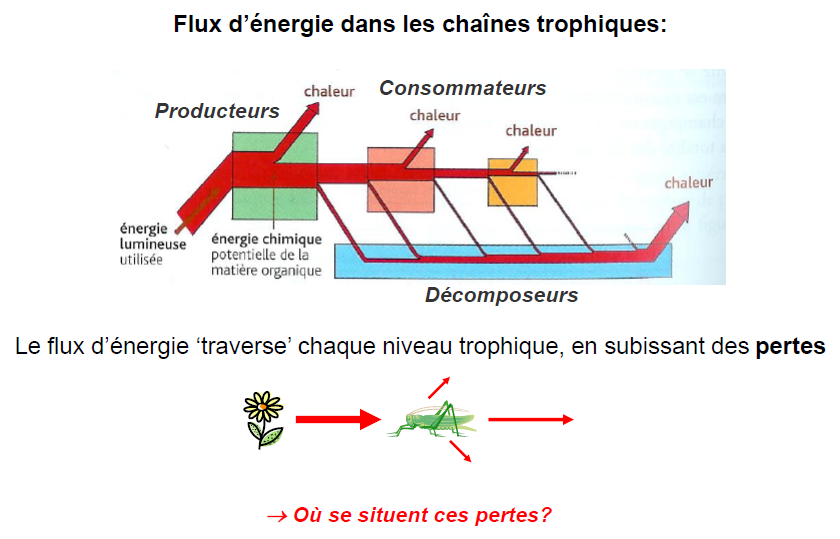 Flux d’énergie dans les chaînes trophiques:
Consommateurs
chaleur
Producteurs
chaleur
chaleur
chaleur
énergie
lumineuse
utilisée
énergie chimique
potentielle de la
matière organique
Décomposeurs
Le flux d’énergie ‘traverse’ chaque niveau trophique, en subissant des pertes
→ Où se situent ces pertes?